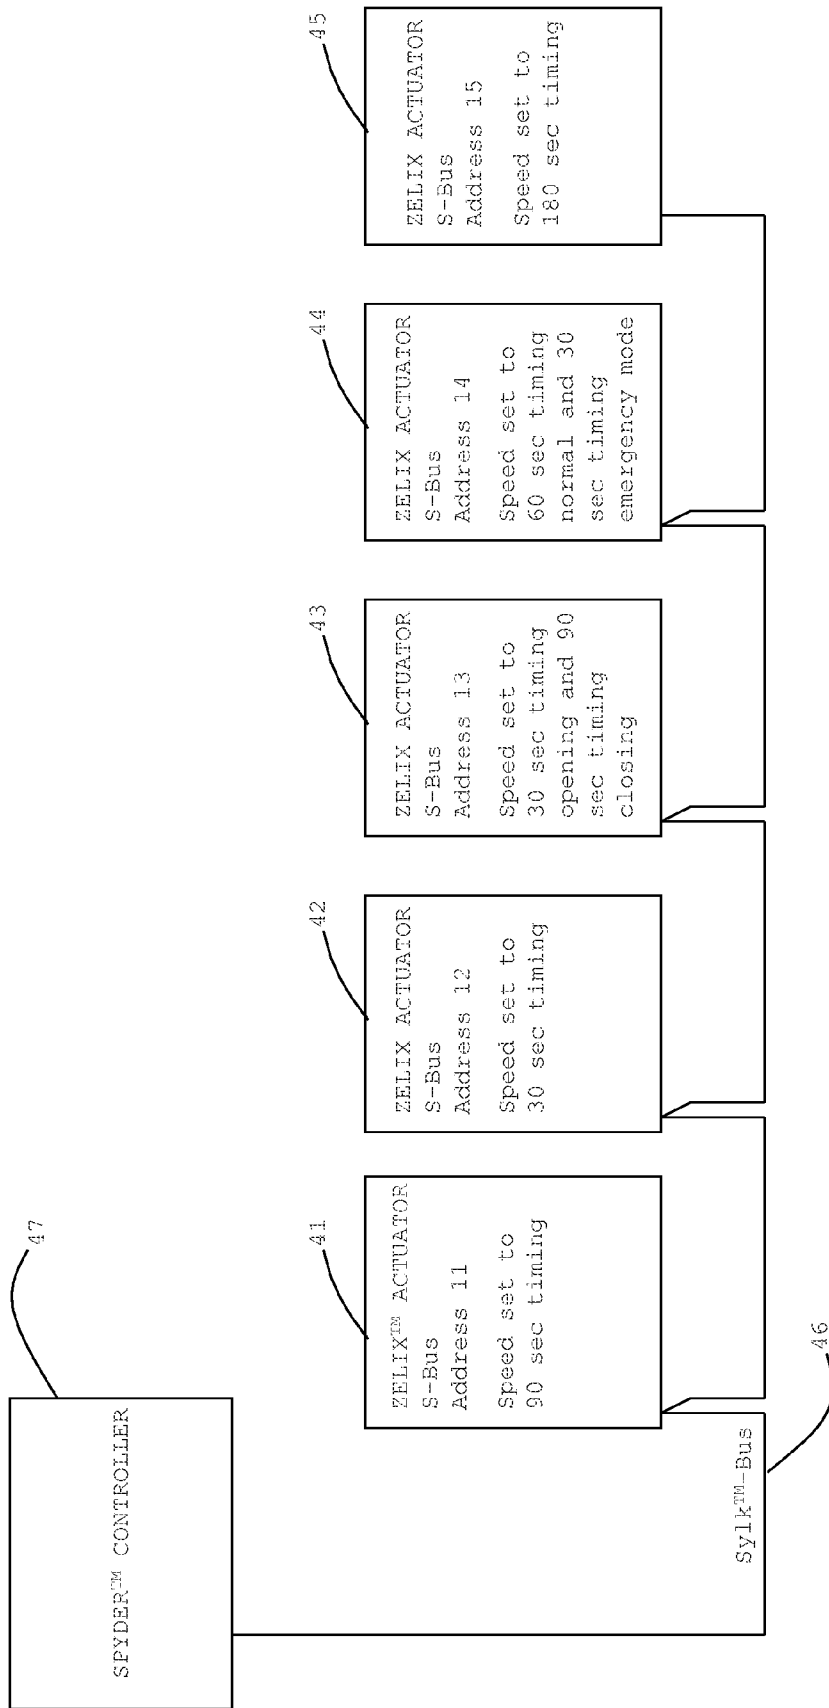 47
SPYDER™ CONTROLLER
41
ZELIX™ ACTUATOR
S-Bus
Address 11
Speed set to
90 sec timing
42
ZELIX ACTUATOR
S-Bus
Address 12
Speed set to
30 sec timing
43
ZELIX ACTUATOR
S-Bus
Address 13
Speed set to
30 sec timing
opening and 90
sec timing
closing
44
ZELIX ACTUATOR
S-Bus
Address 14
Speed set to
60 sec timing
normal and 30
sec timing
emergency mode
45
ZELIX ACTUATOR
S-Bus
Address 15
Speed set to
180 sec timing
Sylk™-Bus
46